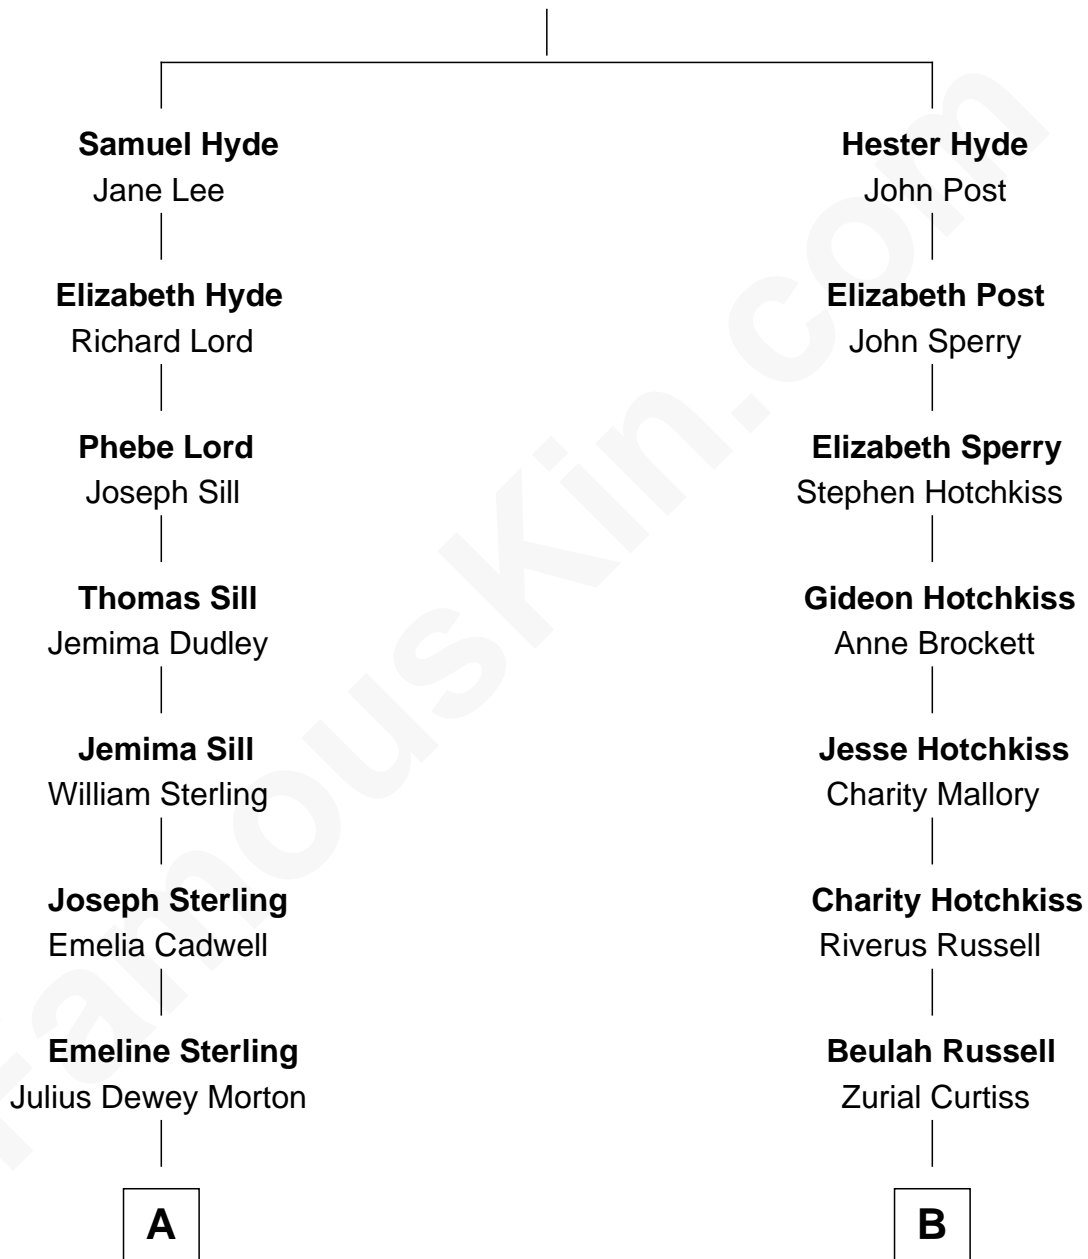 Samuel Hyde
Jane Lee
Elizabeth Hyde
Richard Lord
Phebe Lord
Joseph Sill
Thomas Sill
Jemima Dudley
Jemima Sill
William Sterling
Joseph Sterling
Emelia Cadwell
Emeline Sterling
Julius Dewey Morton
A
Hester Hyde
John Post
Elizabeth Post
John Sperry
Elizabeth Sperry
Stephen Hotchkiss
Gideon Hotchkiss
Anne Brockett
Jesse Hotchkiss
Charity Mallory
Charity Hotchkiss
Riverus Russell
Beulah Russell
Zurial Curtiss
B
FamousKin.com